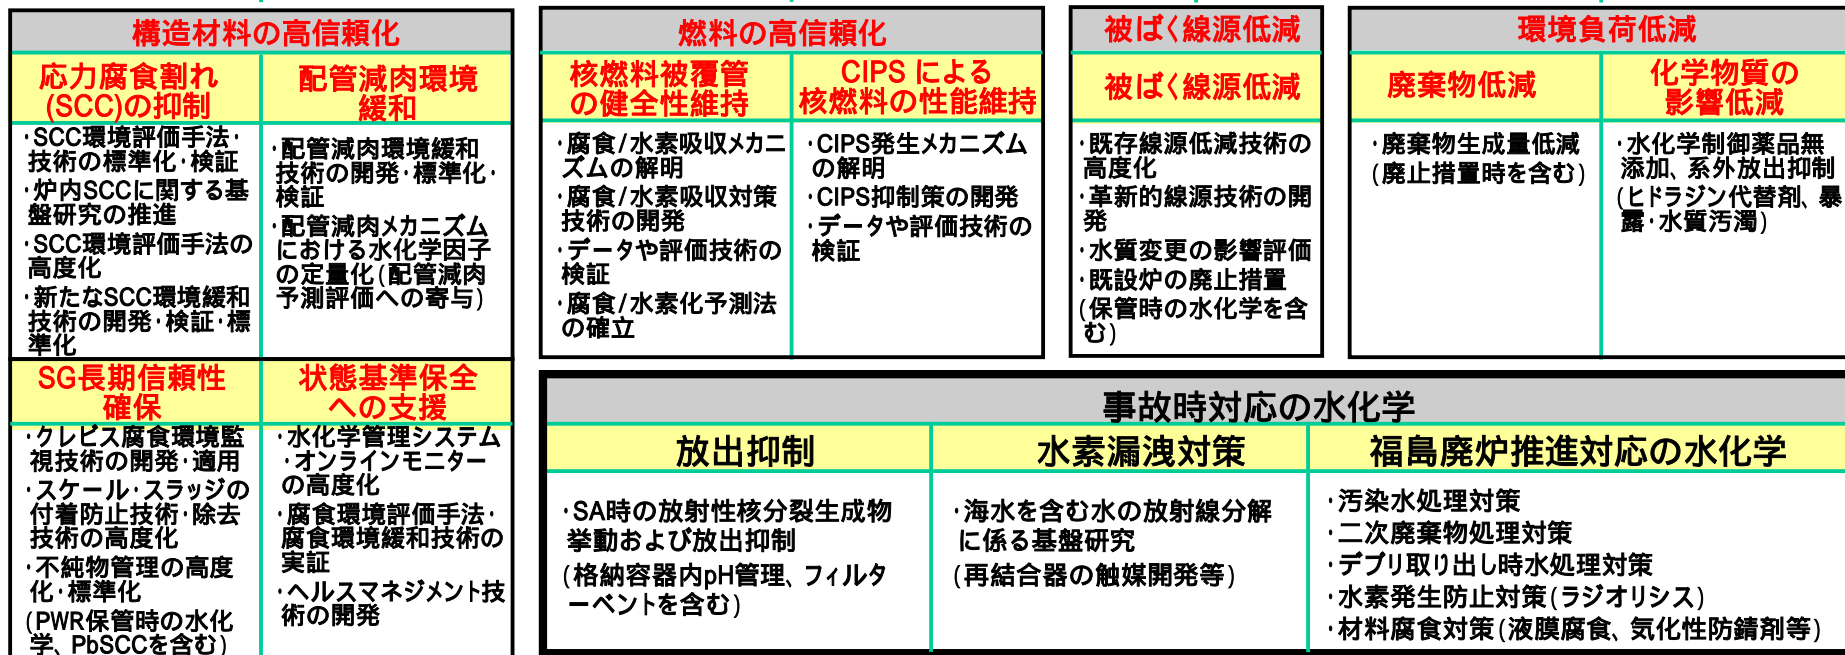 構造材料の高信頼化
応力腐食割れ
(SCC)の抑制
・SCC環境評価手法・
技術の標準化・検証
・炉内SCCに関する基
盤研究の推進
・SCC環境評価手法の
高度化
・新たなSCC環境緩和
技術の開発・検証・標
準化
配管減肉環境
緩和
・配管減肉環境緩和
技術の開発・標準化・
検証
・配管減肉メカニズム
における水化学因子
の定量化(配管減肉
予測評価への寄与)
SG長期信頼性
確保
・クレビス腐食環境監
視技術の開発・適用
・スケール・スラッジの
付着防止技術・除去
技術の高度化
・不純物管理の高度
化・標準化
(PWR保管時の水化
学、PbSCCを含む)
状態基準保全
への支援
・水化学管理システム
・オンラインモニター
の高度化
・腐食環境評価手法・
腐食環境緩和技術の
実証
・ヘルスマネジメント技
術の開発
燃料の高信頼化
核燃料被覆管
の健全性維持
・腐食/水素吸収メカニ
ズムの解明
・腐食/水素吸収対策
技術の開発
・データや評価技術の
検証
・腐食/水素化予測法
の確立
CIPS による
核燃料の性能維持
・CIPS発生メカニズム
の解明
・CIPS抑制策の開発
・データや評価技術の
検証
被ばく線源低減
被ばく線源低減
・既存線源低減技術の
高度化
・革新的線源技術の開
発
・水質変更の影響評価
・既設炉の廃止措置
(保管時の水化学を含
む)
環境負荷低減
廃棄物低減
・廃棄物生成量低減
(廃止措置時を含む)
化学物質の
影響低減
・水化学制御薬品無
添加、系外放出抑制
(ヒドラジン代替剤、暴
露・水質汚濁)
事故時対応の水化学
放出抑制
・SA時の放射性核分裂生成物
挙動および放出抑制
(格納容器内pH管理、フィルタ
ーベントを含む)
水素漏洩対策
・海水を含む水の放射線分解
に係る基盤研究
(再結合器の触媒開発等)
福島廃炉推進対応の水化学
・汚染水処理対策
・二次廃棄物処理対策
・デブリ取り出し時水処理対策
・水素発生防止対策(ラジオリシス)
・材料腐食対策(液膜腐食、気化性防錆剤等)